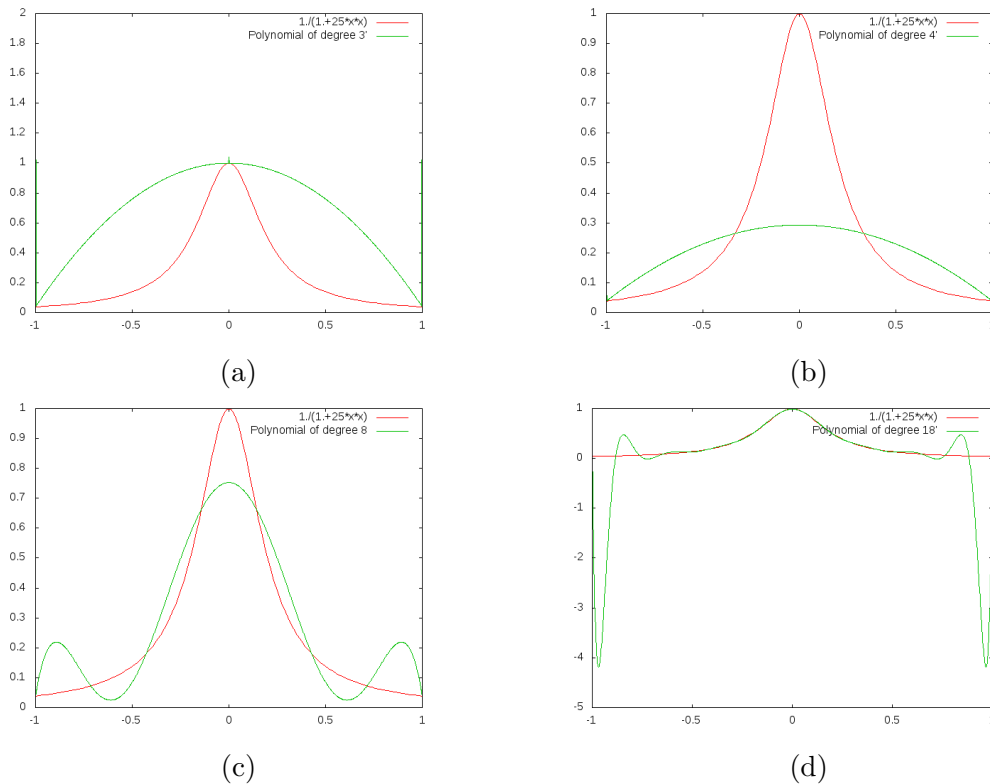 1./(1.+25*x*x)
Polynomial of degree 3'
2
1.8
1.6
1.4
1.2
1
0.8
0.6
0.4
0.2
0
-1 -0.5 0 0.5 1
(a)
1./(1.+25*x*x)
Polynomial of degree 4'
1
0.9
0.8
0.7
0.6
0.5
0.4
0.3
0.2
0.1
0
-1 -0.5 0 0.5 1
(b)
1./(1.+25*x*x)
Polynomial of degree 8
1
0.9
0.8
0.7
0.6
0.5
0.4
0.3
0.2
0.1
0
-1 -0.5 0 0.5 1
(c)
1./(1.+25*x*x)
Polynomial of degree 18'
1
0
-1
-2
-3
-4
-5
-1 -0.5 0 0.5 1
(d)